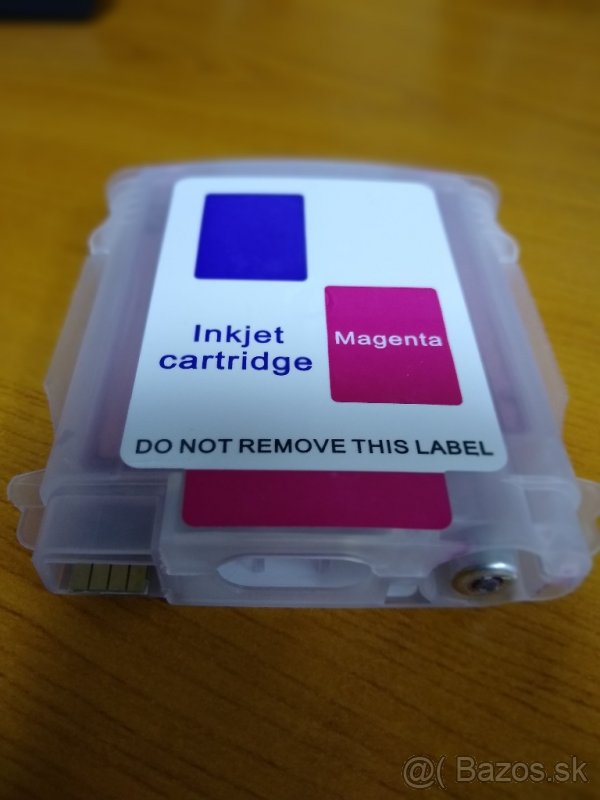 Inkjet
cartridge
Magenta
DO NOT REMOVE THIS LABEL
@( Bazos.sk